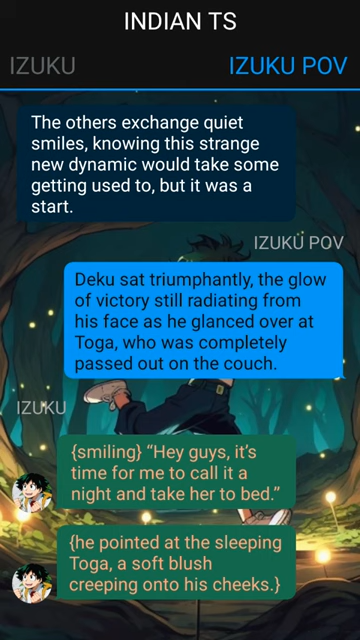 INDIAN TS
IZUKU
IZUKU POV
The others exchange quiet
smiles, knowing this strange
new dynamic would take some
getting used to, but it was a
start.
IZUKU POV
Deku sat triumphantly, the glow
of victory still radiating from
his face as he glanced over at
Toga, who was completely
passed out on the couch.
IZUKU
{smiling} “Hey guys, it’s
time for me to call it a
night and take her to bed.”
{he pointed at the sleeping
Toga, a soft blush
creeping onto his cheeks.}